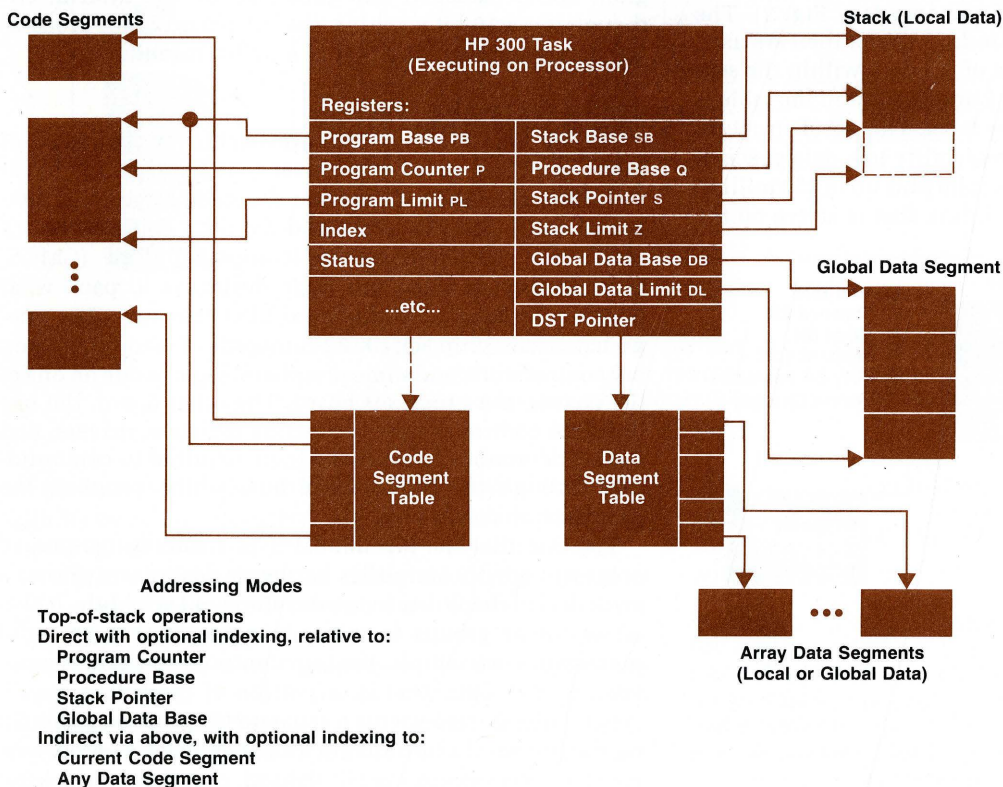 Code Segments
Stack (Local Data)
HP 300 Task
(Executing on Processor)
Registers:
Program Base PB
Program Counter P
Program Limit PL
Index
Status
...etc...
Stack Base SB
Procedure Base Q
Stack Pointer S
Stack Limit Z
Global Data Base DB
Global Data Limit DL
DST Pointer
Global Data Segment
Code
Segment
Table
Data
Segment
Table
Array Data Segments
(Local or Global Data)
Addressing Modes
Top-of-stack operations
Direct with optional indexing, relative to:
Program Counter
Procedure Base
Stack Pointer
Global Data Base
Indirect via above, with optional indexing to:
Current Code Segment
Any Data Segment